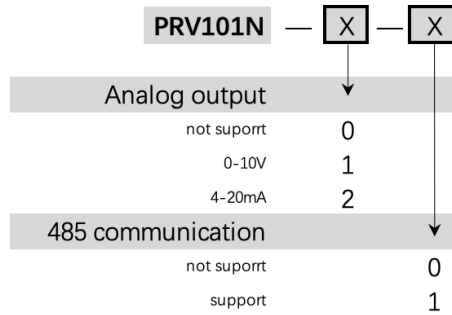 PRV101N — X — X
Analog output
not suporrt 0
0-10V 1
4-20mA 2
485 communication
not suporrt 0
support 1